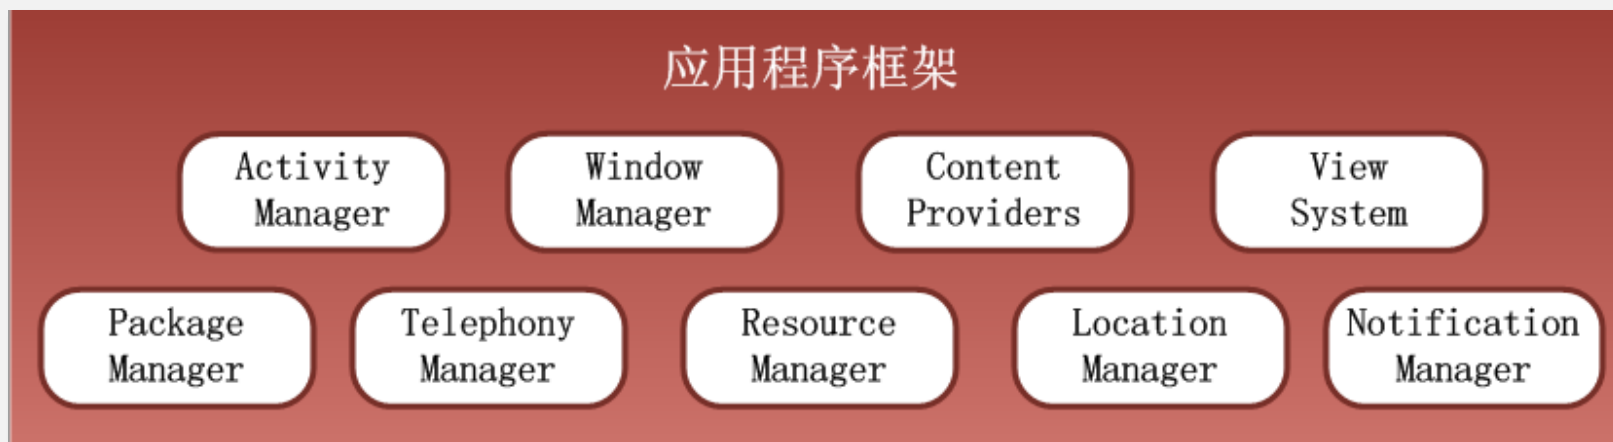 应用程序框架
Activity
Manager
Window
Manager
Content
Providers
View
System
Package
Manager
Telephony
Manager
Resource
Manager
Location
Manager
Notification
Manager